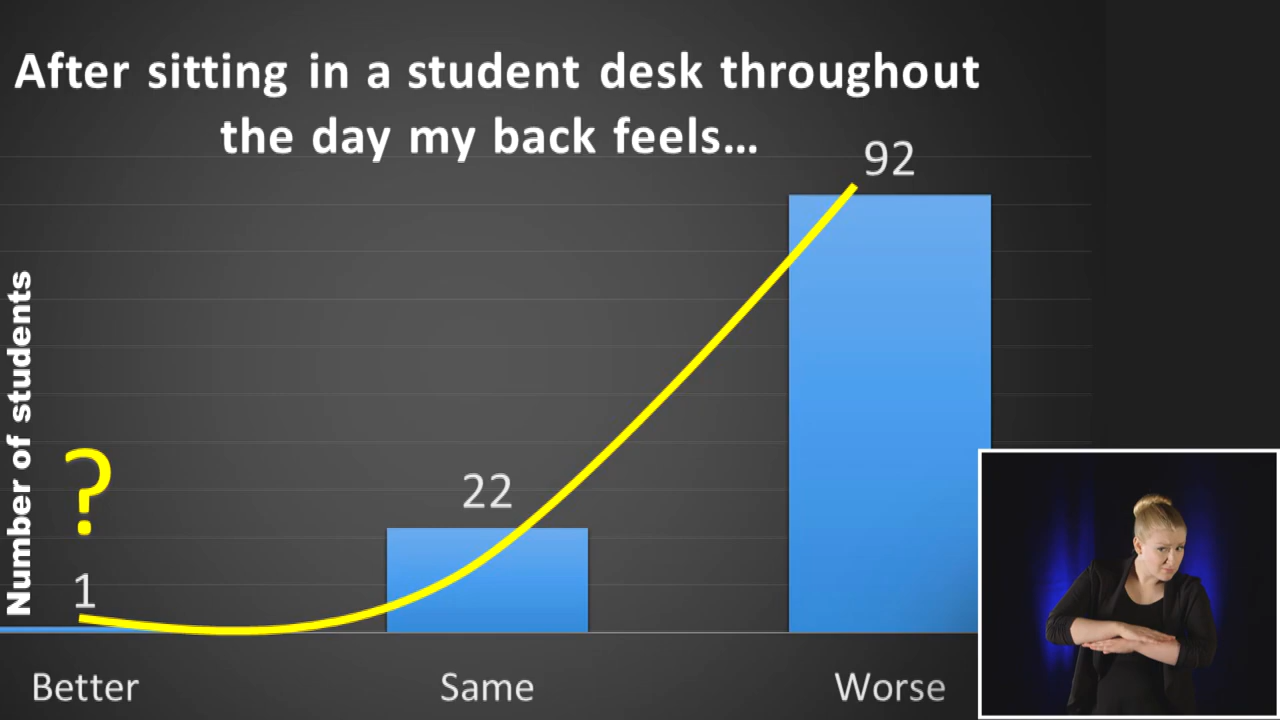 After sitting in a student desk throughout
the day my back feels…
92
22
?
1
Number of students
Better
Same
Worse